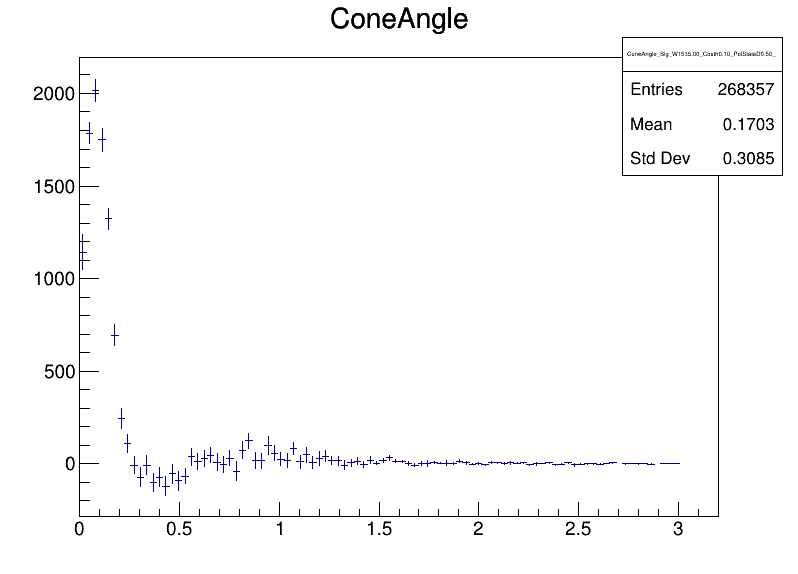 ConeAngle
ConeAngle_Sig_W1535.00_Costh0.10_PolStateD0.50_
Entries 268357
Mean 0.1703
Std Dev 0.3085
2000
1500
1000
500
0
0 0.5 1 1.5 2 2.5 3